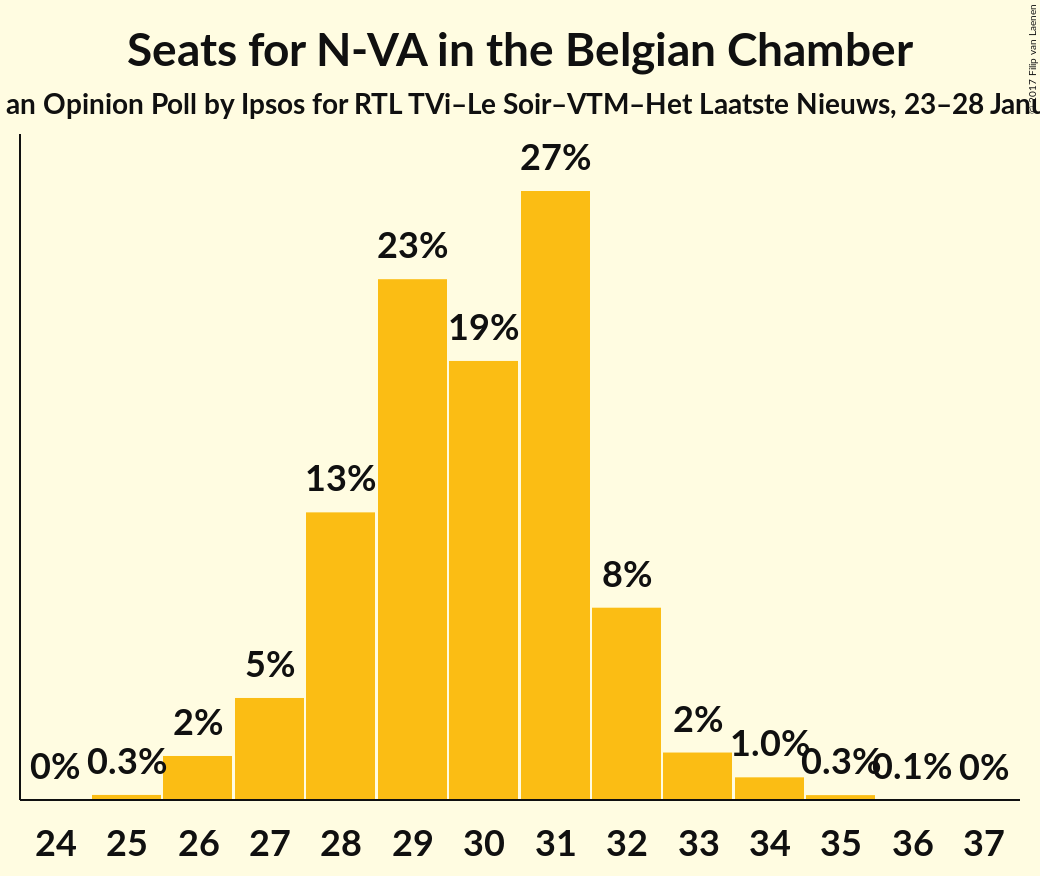 Seats for N-VA in the Belgian Chamber
an Opinion Poll by Ipsos for RTL TVi–Le Soir–VTM–Het Laatste Nieuws, 23–28 Janu
© 2017 Filip van Laenen
27%
23%
19%
13%
8%
5%
2%
2%
1.0%
0% 0.3% 0.3% 0.1% 0%
24 25 26 27 28 29 30 31 32 33 34 35 36 37